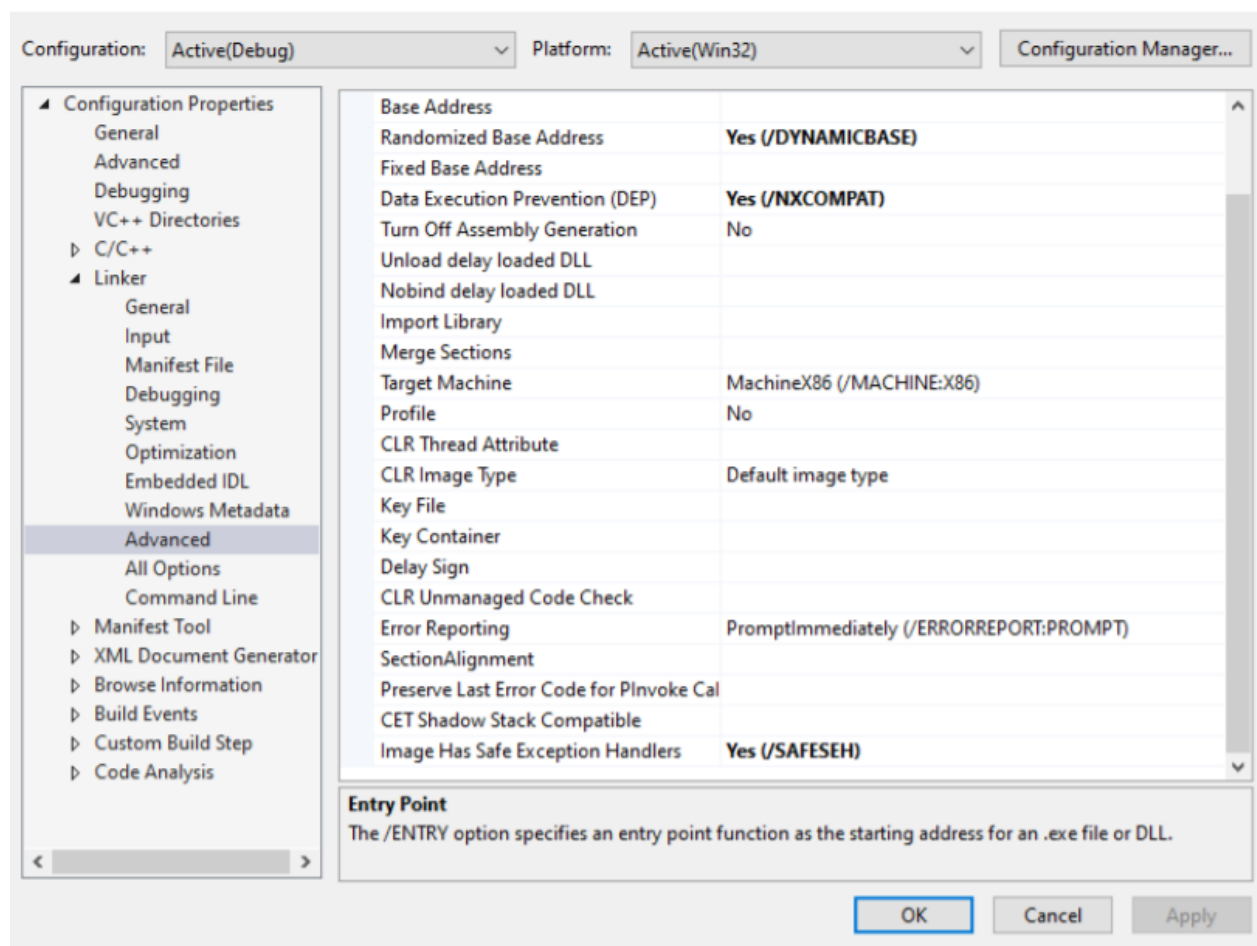 Configuration: Active(Debug) Platform: Active(Win32) Configuration Manager...
Configuration Properties
General
Advanced
Debugging
VC++ Directories
C/C++
Linker
General
Input
Manifest File
Debugging
System
Optimization
Embedded IDL
Windows Metadata
Advanced
All Options
Command Line
Manifest Tool
XML Document Generator
Browse Information
Build Events
Custom Build Step
Code Analysis
Base Address
Randomized Base Address Yes (/DYNAMICBASE)
Fixed Base Address
Data Execution Prevention (DEP) Yes (/NXCOMPAT)
Turn Off Assembly Generation No
Unload delay loaded DLL
Nobind delay loaded DLL
Import Library
Merge Sections
Target Machine MachineX86 (/MACHINE:X86)
Profile No
CLR Thread Attribute
CLR Image Type Default image type
Key File
Key Container
Delay Sign
CLR Unmanaged Code Check
Error Reporting PromptImmediately (/ERRORREPORT:PROMPT)
SectionAlignment
Preserve Last Error Code for PInvoke Cal
CET Shadow Stack Compatible
Image Has Safe Exception Handlers Yes (/SAFESEH)
Entry Point
The /ENTRY option specifies an entry point function as the starting address for an .exe file or DLL.
OK Cancel Apply